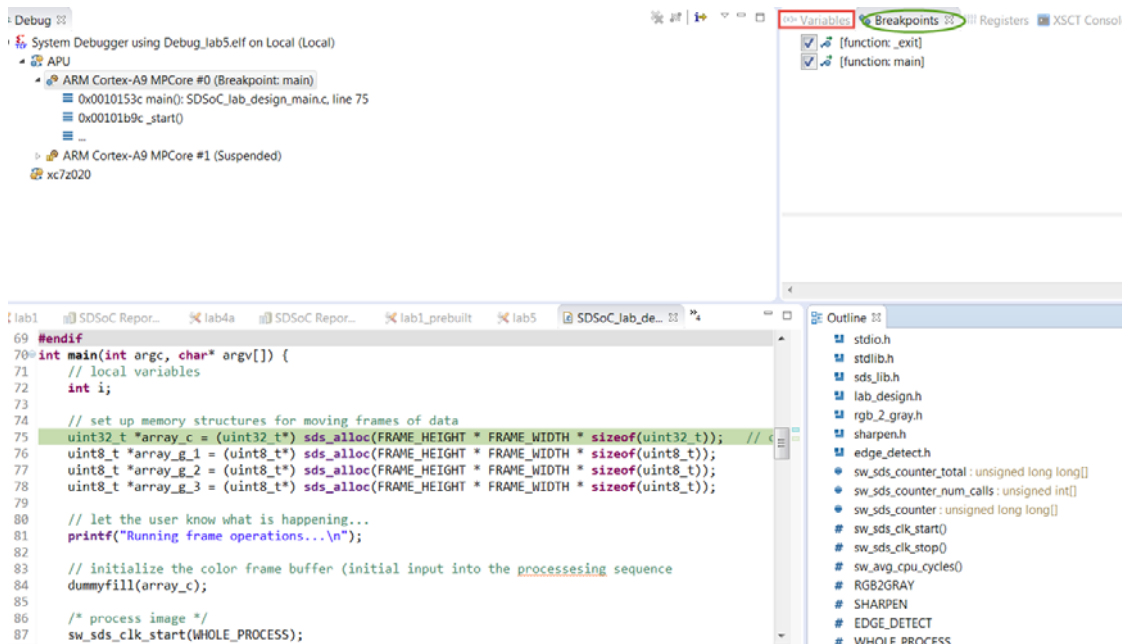 Debug
System Debugger using Debug_lab5.elf on Local (Local)
APU
ARM Cortex-A9 MPCore #0 (Breakpoint: main)
0x0010153c main(): SDSoC_lab_design_main.c, line 75
0x00101b9c _start()
...
ARM Cortex-A9 MPCore #1 (Suspended)
xc7z020
(x)= Variables Breakpoints Registers XSCT Consol
[function: _exit]
[function: main]
lab1 SDSoC Repor... lab4a SDSoC Repor... lab1_prebuilt lab5 SDSoC_lab_de... »4
69 #endif
70 int main(int argc, char* argv[]) {
71 // local variables
72 int i;
73
74 // set up memory structures for moving frames of data
75 uint32_t *array_c = (uint32_t*) sds_alloc(FRAME_HEIGHT * FRAME_WIDTH * sizeof(uint32_t)); // c
76 uint8_t *array_g_1 = (uint8_t*) sds_alloc(FRAME_HEIGHT * FRAME_WIDTH * sizeof(uint8_t));
77 uint8_t *array_g_2 = (uint8_t*) sds_alloc(FRAME_HEIGHT * FRAME_WIDTH * sizeof(uint8_t));
78 uint8_t *array_g_3 = (uint8_t*) sds_alloc(FRAME_HEIGHT * FRAME_WIDTH * sizeof(uint8_t));
79
80 // let the user know what is happening...
81 printf("Running frame operations...\n");
82
83 // initialize the color frame buffer (initial input into the processesing sequence
84 dummyfill(array_c);
85
86 /* process image */
87 sw_sds_clk_start(WHOLE_PROCESS);
Outline
stdio.h
stdlib.h
sds_lib.h
lab_design.h
rgb_2_gray.h
sharpen.h
edge_detect.h
sw_sds_counter_total : unsigned long long[]
sw_sds_counter_num_calls : unsigned int[]
sw_sds_counter : unsigned long long[]
# sw_sds_clk_start()
# sw_sds_clk_stop()
# sw_avg_cpu_cycles()
# RGB2GRAY
# SHARPEN
# EDGE_DETECT
# WHOLE_PROCESS